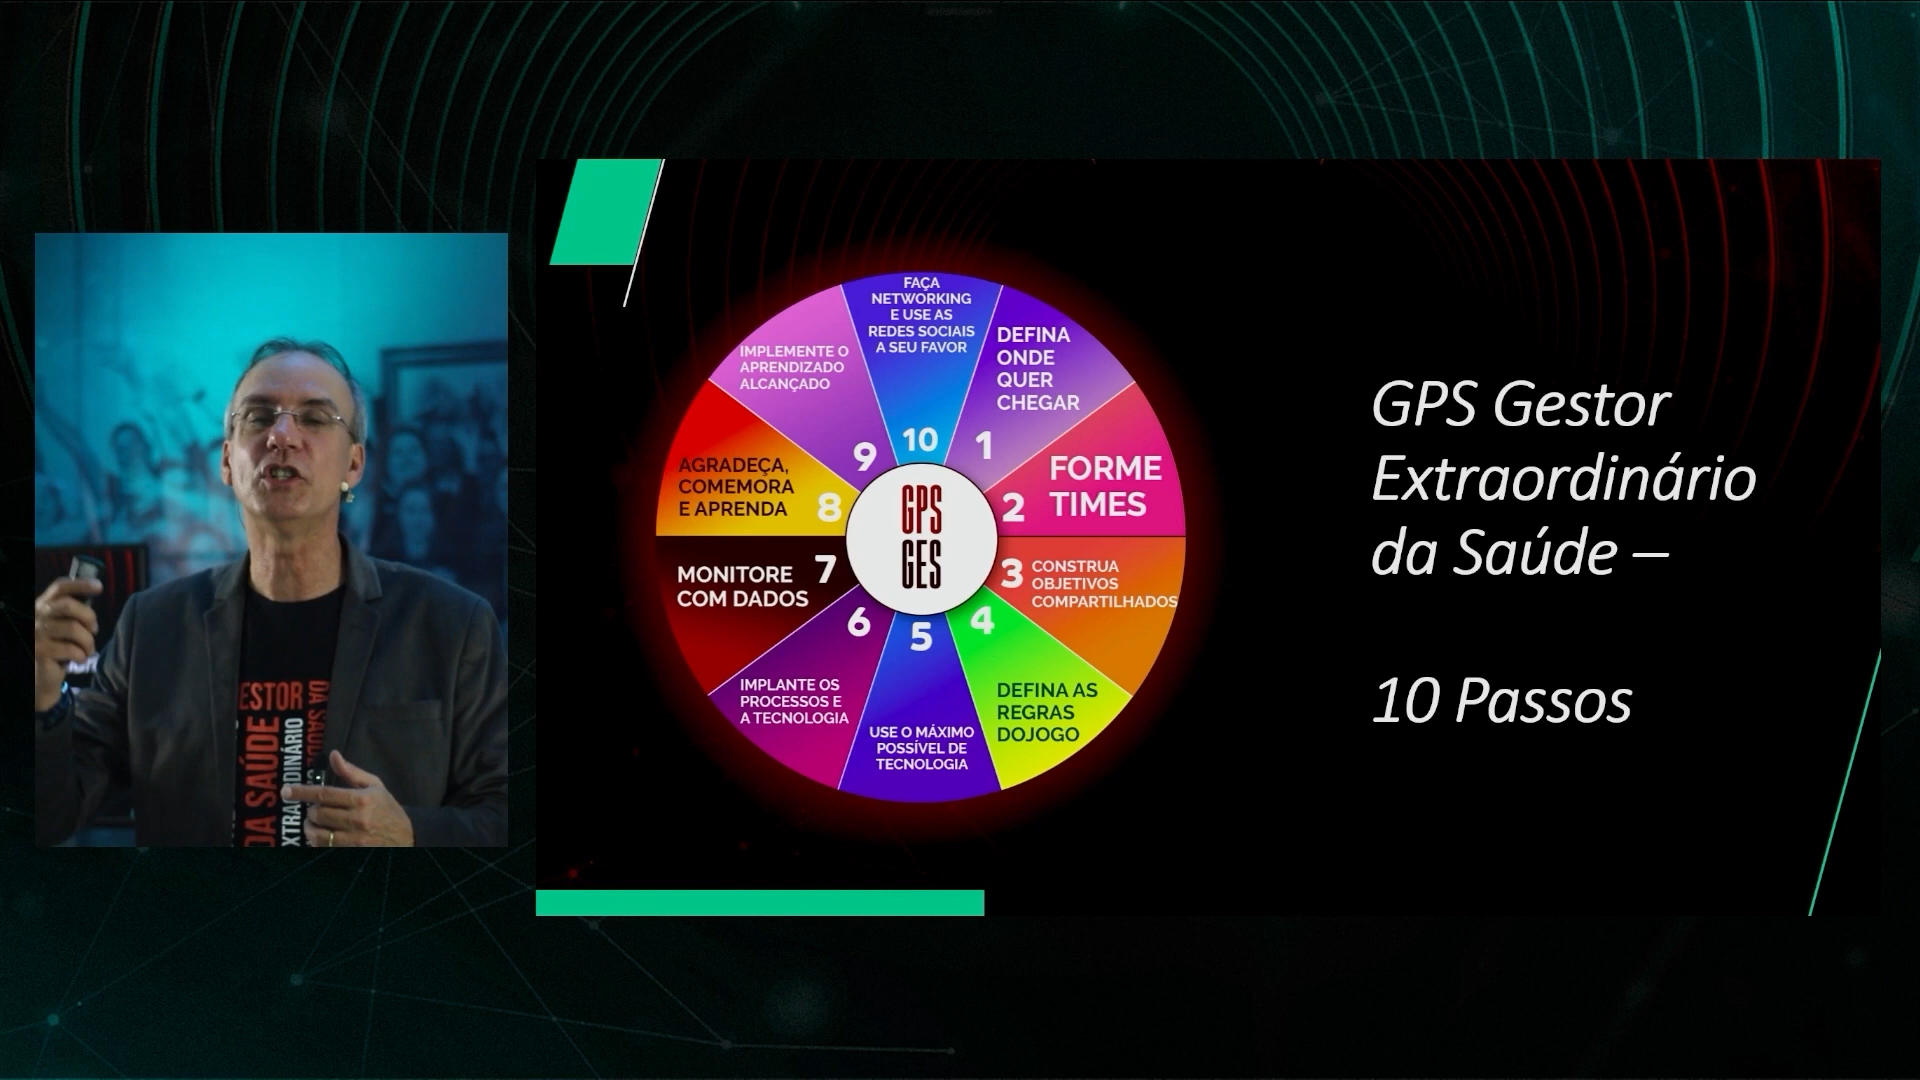 FAÇA
NETWORKING
E USE AS
REDES SOCIAIS
A SEU FAVOR
10
DEFINA
ONDE
QUER
CHEGAR
1
FORME
TIMES
2
3
CONSTRUA
OBJETIVOS
COMPARTILHADOS
4
DEFINA AS
REGRAS
DOJOGO
5
USE O MÁXIMO
POSSÍVEL DE
TECNOLOGIA
6
IMPLANTE OS
PROCESSOS E
A TECNOLOGIA
7
MONITORE
COM DADOS
AGRADEÇA,
COMEMORA
E APRENDA
8
IMPLEMENTE O
APRENDIZADO
ALCANÇADO
9
GPS
GES
GPS Gestor
Extraordinário
da Saúde –
10 Passos
ESTOR
DA SAÚDE
XTRAORDINÁRIO